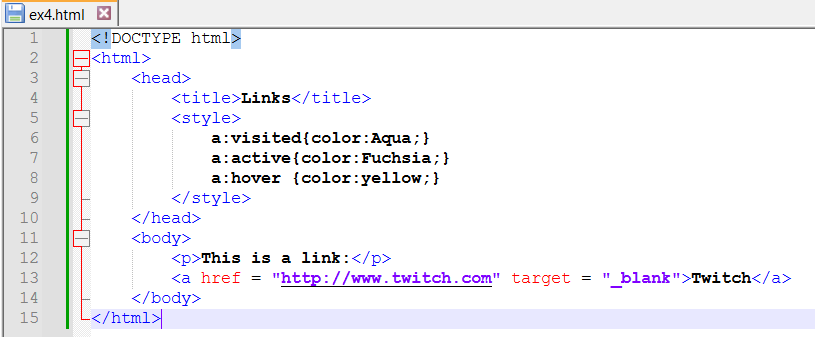 ex4.html
1 <!DOCTYPE html>
2 <html>
3 <head>
4 <title>Links</title>
5 <style>
6 a:visited{color:Aqua;}
7 a:active{color:Fuchsia;}
8 a:hover {color:yellow;}
9 </style>
10 </head>
11 <body>
12 <p>This is a link:</p>
13 <a href = "http://www.twitch.com" target = "_blank">Twitch</a>
14 </body>
15 </html>